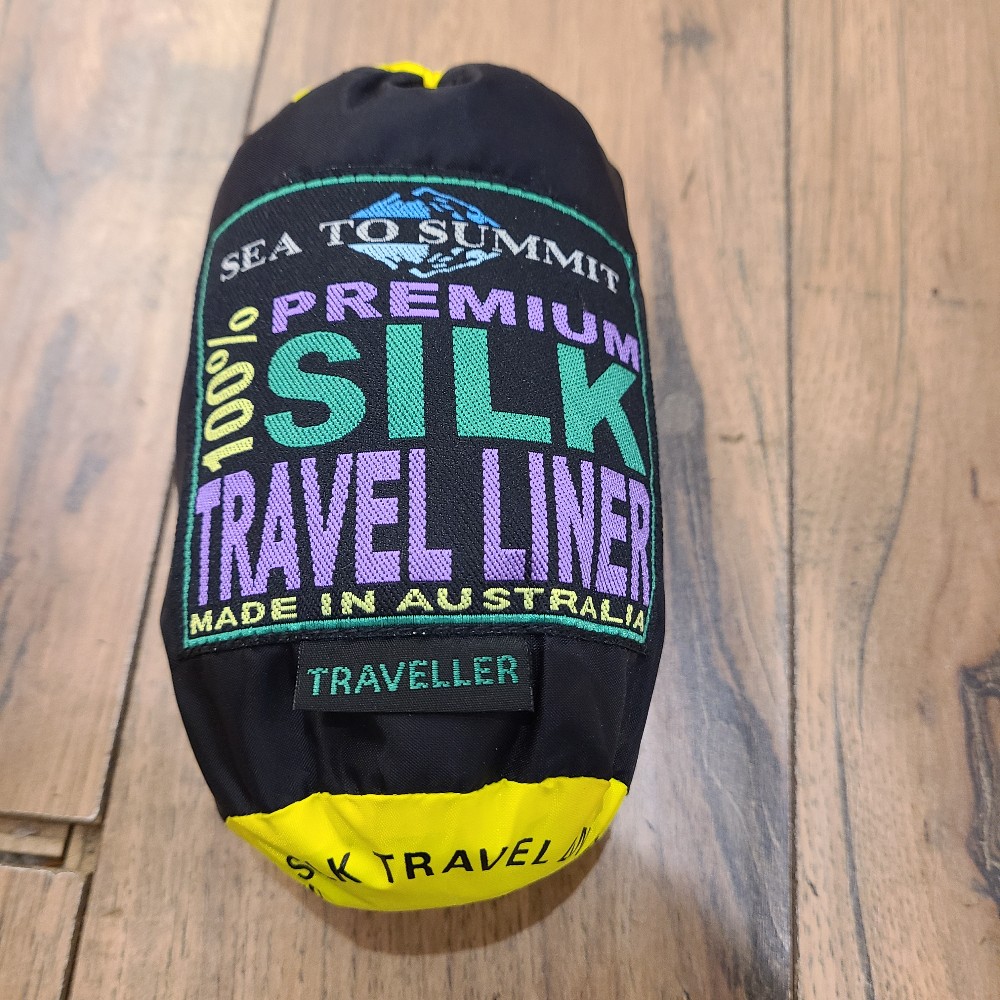 SEA TO SUMMIT
100%
PREMIUM
SILK
TRAVEL LINER
MADE IN AUSTRALIA
TRAVELLER
SILK TRAVEL